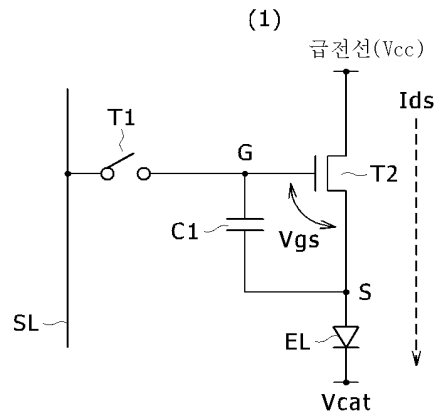 (1)
급전선(Vcc)
Ids
T1
G
T2
C1
Vgs
S
SL
EL
Vcat